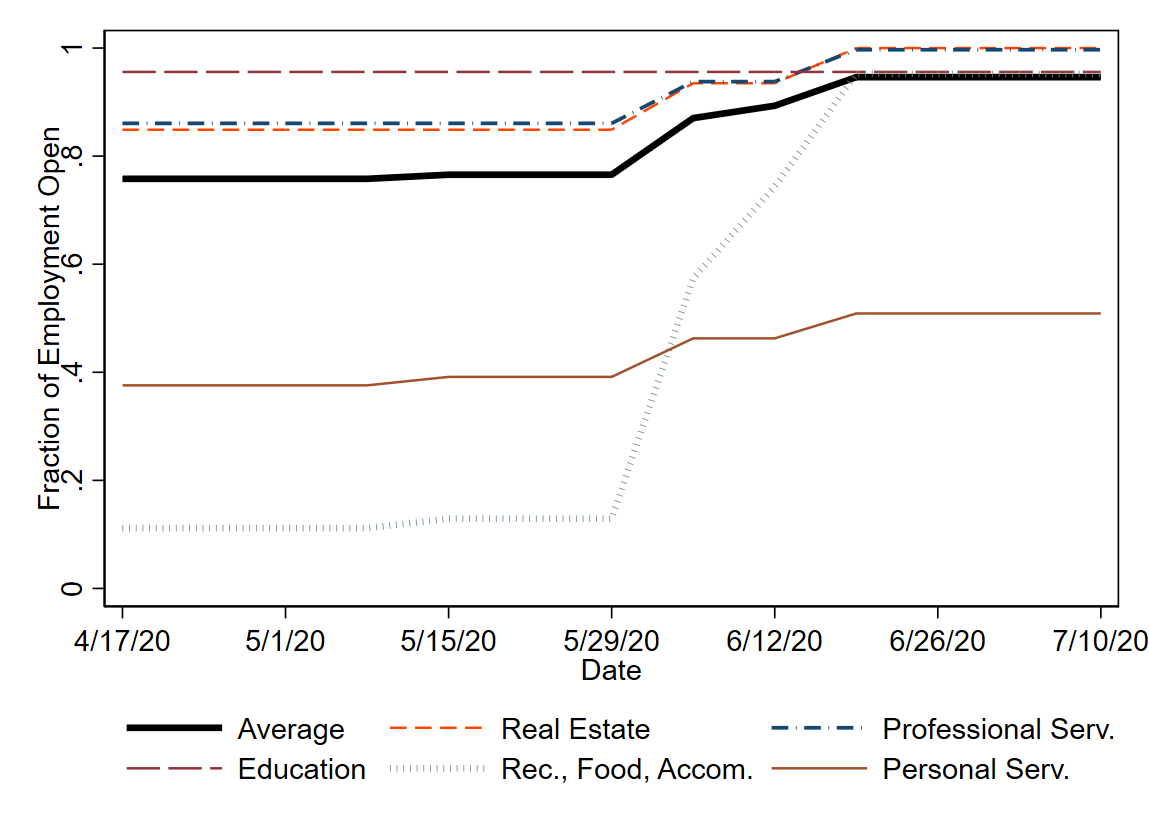 Fraction of Employment Open
1
.8
.6
.4
.2
0
4/17/20 5/1/20 5/15/20 5/29/20 6/12/20 6/26/20 7/10/20
Date
Average Real Estate Professional Serv.
Education Rec., Food, Accom. Personal Serv.